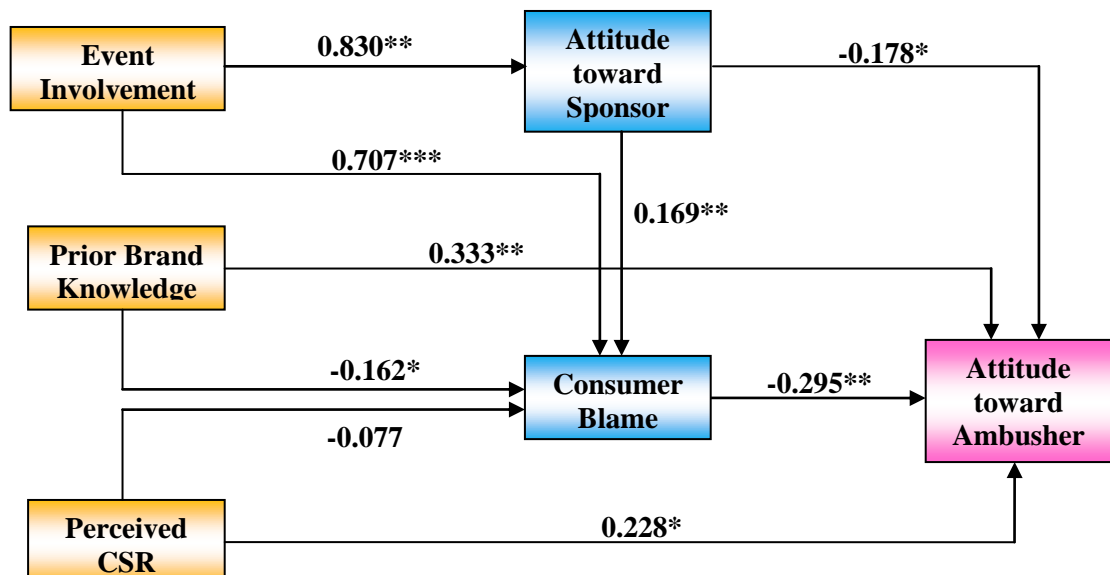 Event
Involvement
0.830**
Attitude
toward
Sponsor
-0.178*
0.707***
0.169**
Prior Brand
Knowledge
0.333**
-0.162*
Consumer
Blame
-0.295**
Attitude
toward
Ambusher
-0.077
Perceived
CSR
0.228*